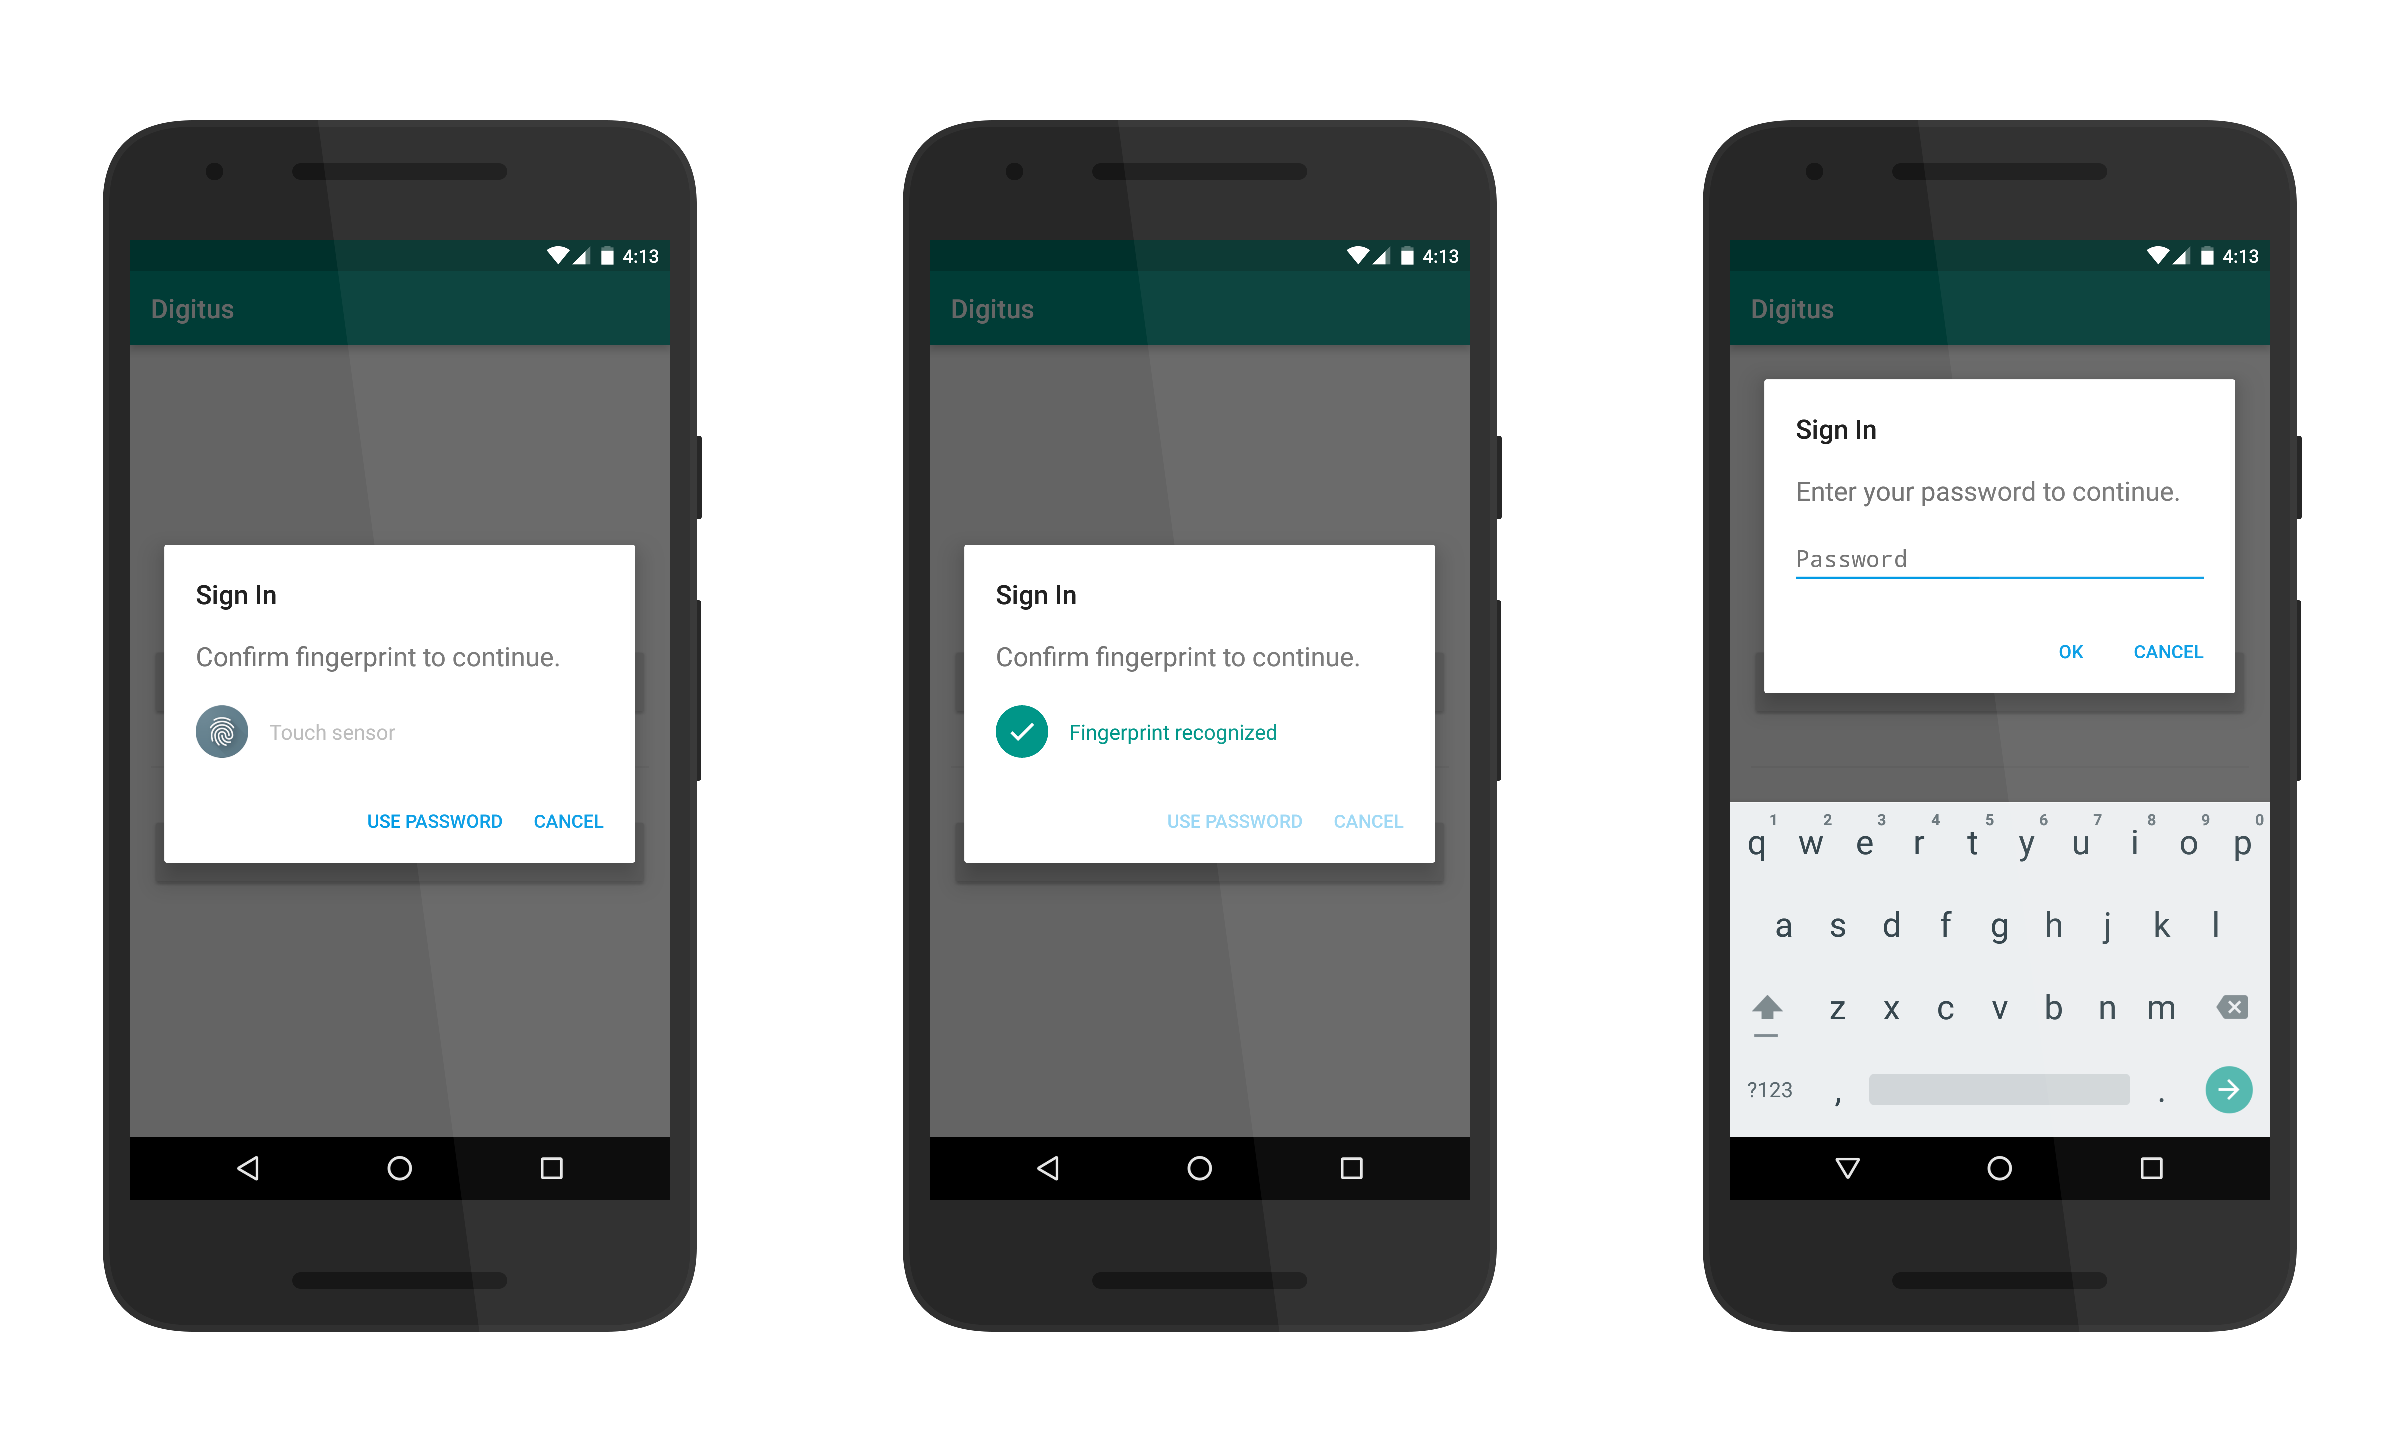 4:13
Digitus
Sign In
Confirm fingerprint to continue.
Touch sensor
USE PASSWORD CANCEL
4:13
Digitus
Sign In
Confirm fingerprint to continue.
Fingerprint recognized
USE PASSWORD CANCEL
4:13
Digitus
Sign In
Enter your password to continue.
Password
OK CANCEL
1 2 3 4 5 6 7 8 9 0
q w e r t y u i o p
a s d f g h j k l
z x c v b n m
?123 , .